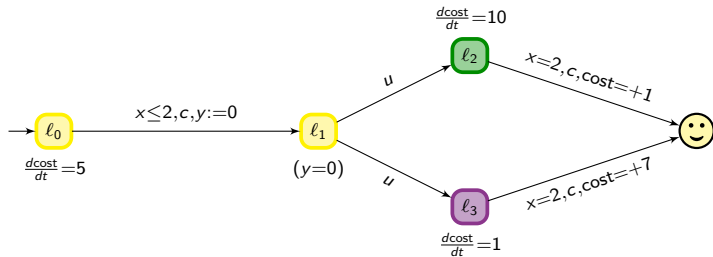 dcost/dt=10
ℓ₂
x=2,c,cost=+1
u
x≤2,c,y:=0
ℓ₀
ℓ₁
dcost/dt=5
(y=0)
u
x=2,c,cost=+7
ℓ₃
dcost/dt=1